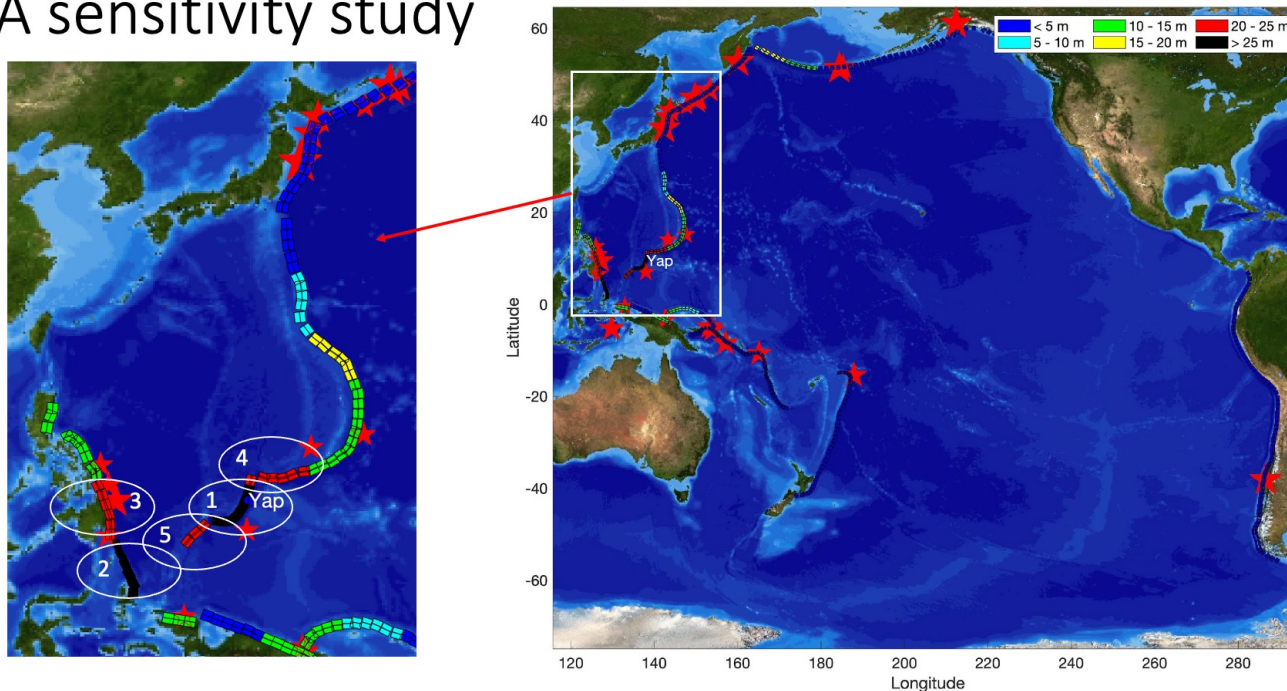 A sensitivity study
4
1
Yap
3
5
2
< 5 m
10 - 15 m
20 - 25 m
5 - 10 m
15 - 20 m
> 25 m
Yap
60
40
20
0
-20
-40
-60
Latitude
120
140
160
180
200
220
240
260
280
Longitude